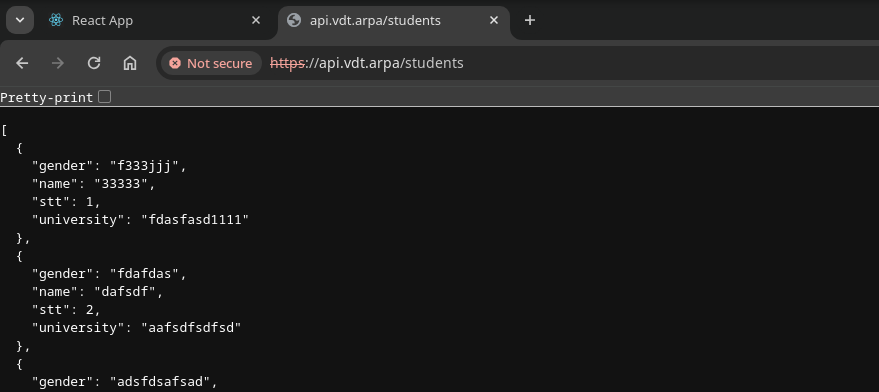 React App
api.vdt.arpa/students
Not secure https://api.vdt.arpa/students
Pretty-print
[
  {
    "gender": "f333jjj",
    "name": "33333",
    "stt": 1,
    "university": "fdasfasd1111"
  },
  {
    "gender": "fdafdas",
    "name": "dafsdf",
    "stt": 2,
    "university": "aafsdfsdfsd"
  },
  {
    "gender": "adsfdsafsad",